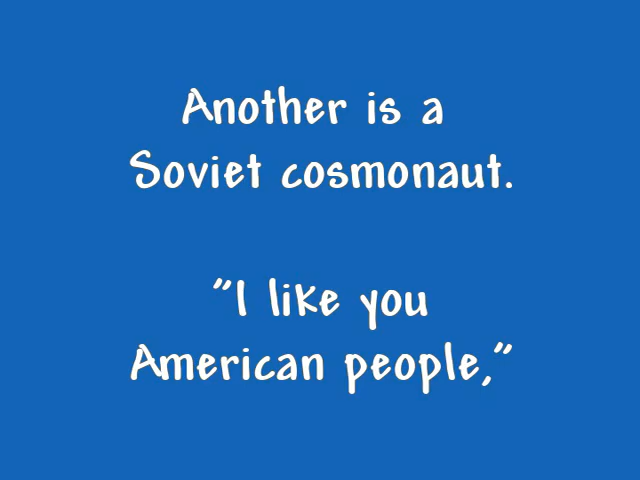 Another is a
Soviet cosmonaut.
"I like you
American people,"